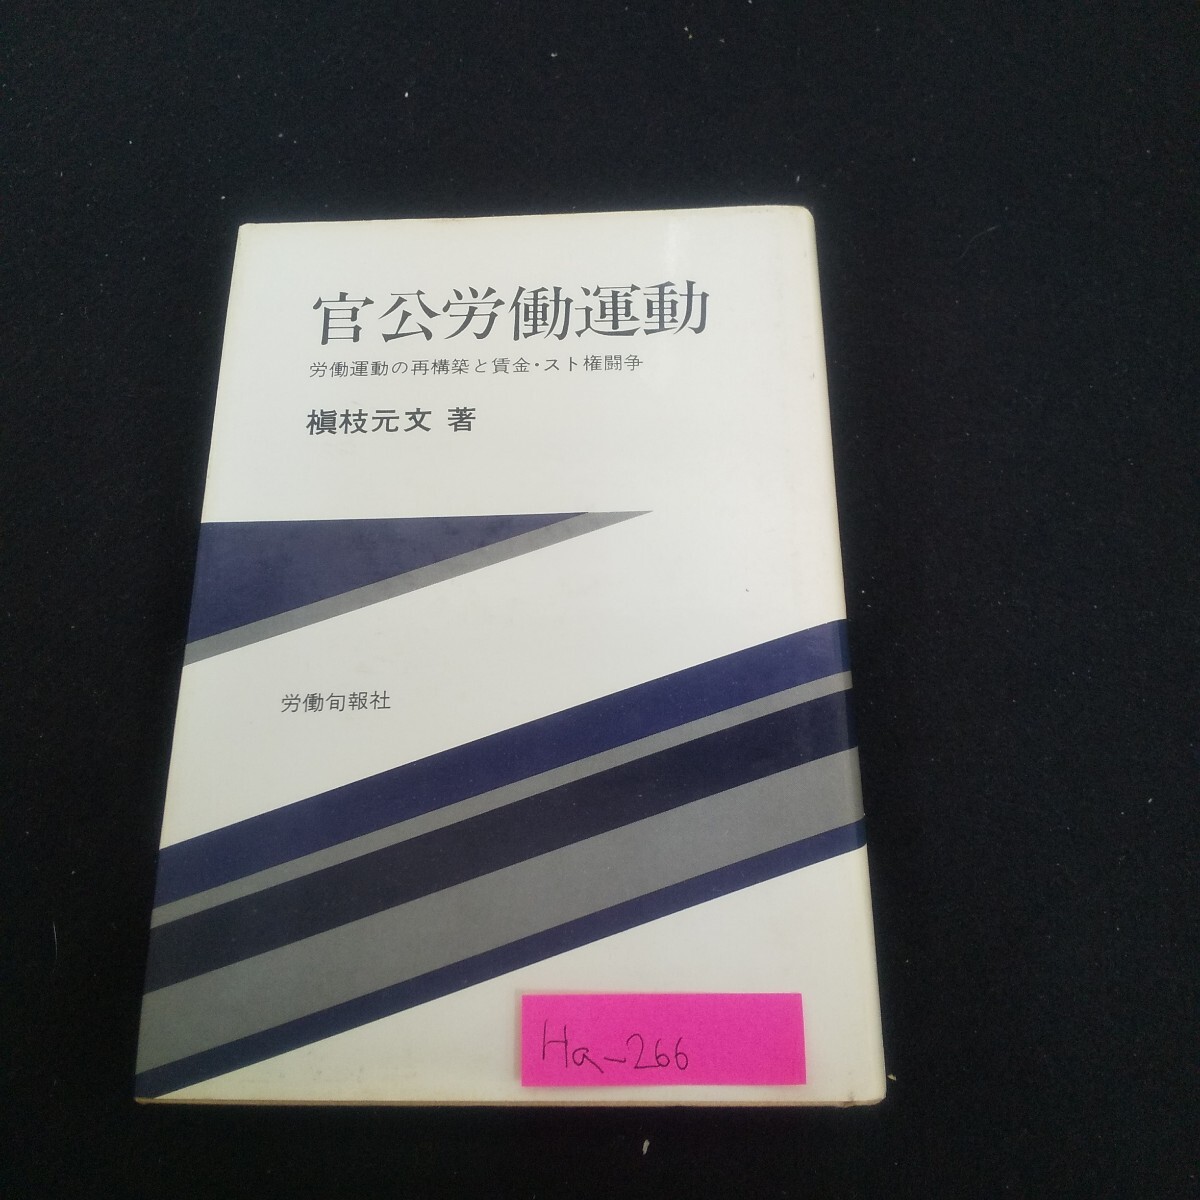 官公労働運動
労働運動の再構築と賃金・スト権闘争
槇枝元文 著
労働旬報社
Ha-266